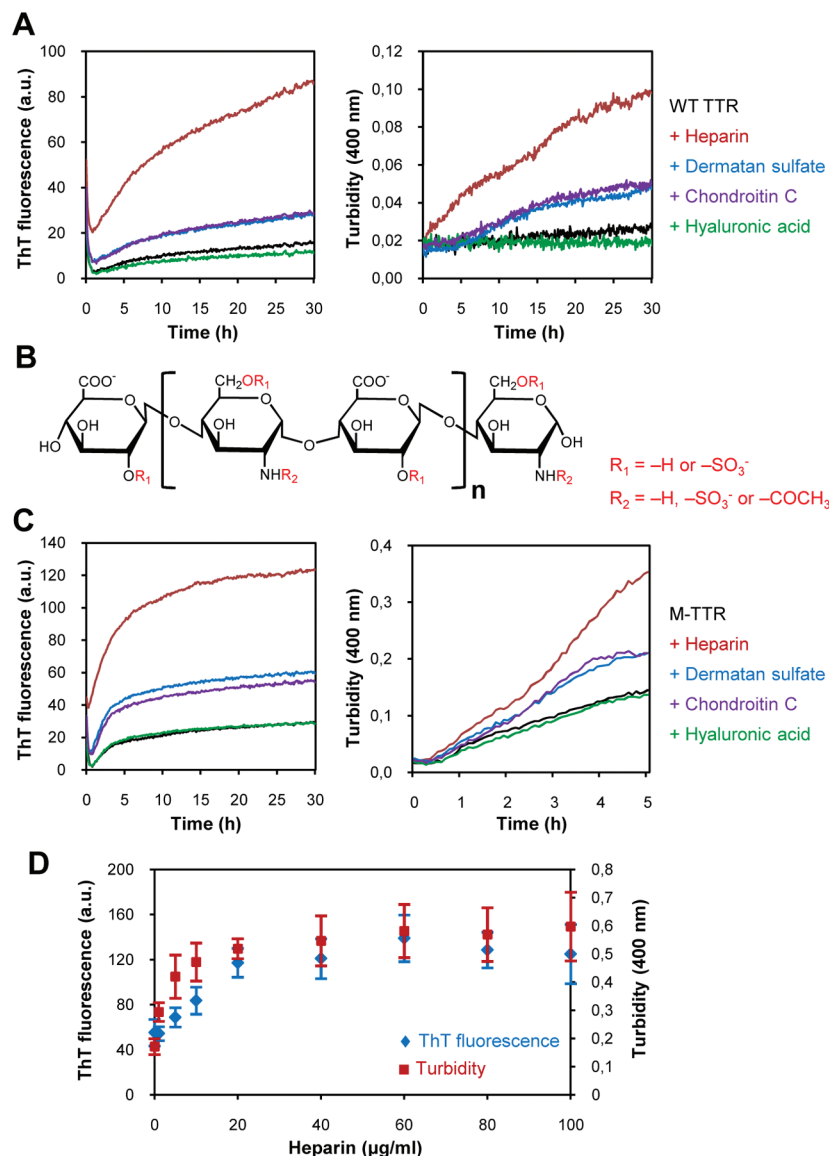 A
ThT fluorescence (a.u.)
100
80
60
40
20
0
0 5 10 15 20 25 30
Time (h)
Turbidity (400 nm)
0,12
0,10
0,08
0,06
0,04
0,02
0,00
0 5 10 15 20 25 30
Time (h)
WT TTR
+ Heparin
+ Dermatan sulfate
+ Chondroitin C
+ Hyaluronic acid
B
COO⁻ CH₂OR₁ COO⁻ CH₂OR₁
O O O O
OH O OH O OH O OH
HO OH
OR₁ NHR₂ OR₁ NHR₂
n
R₁ = –H or –SO₃⁻
R₂ = –H, –SO₃⁻ or –COCH₃
C
ThT fluorescence (a.u.)
140
120
100
80
60
40
20
0
0 5 10 15 20 25 30
Time (h)
Turbidity (400 nm)
0,4
0,3
0,2
0,1
0,0
0 1 2 3 4 5
Time (h)
M-TTR
+ Heparin
+ Dermatan sulfate
+ Chondroitin C
+ Hyaluronic acid
D
ThT fluorescence (a.u.)
200
160
120
80
40
0
0,8
0,7
0,6
0,5
0,4
0,3
0,2
0,1
0
Turbidity (400 nm)
ThT fluorescence
Turbidity
0 20 40 60 80 100
Heparin (µg/ml)